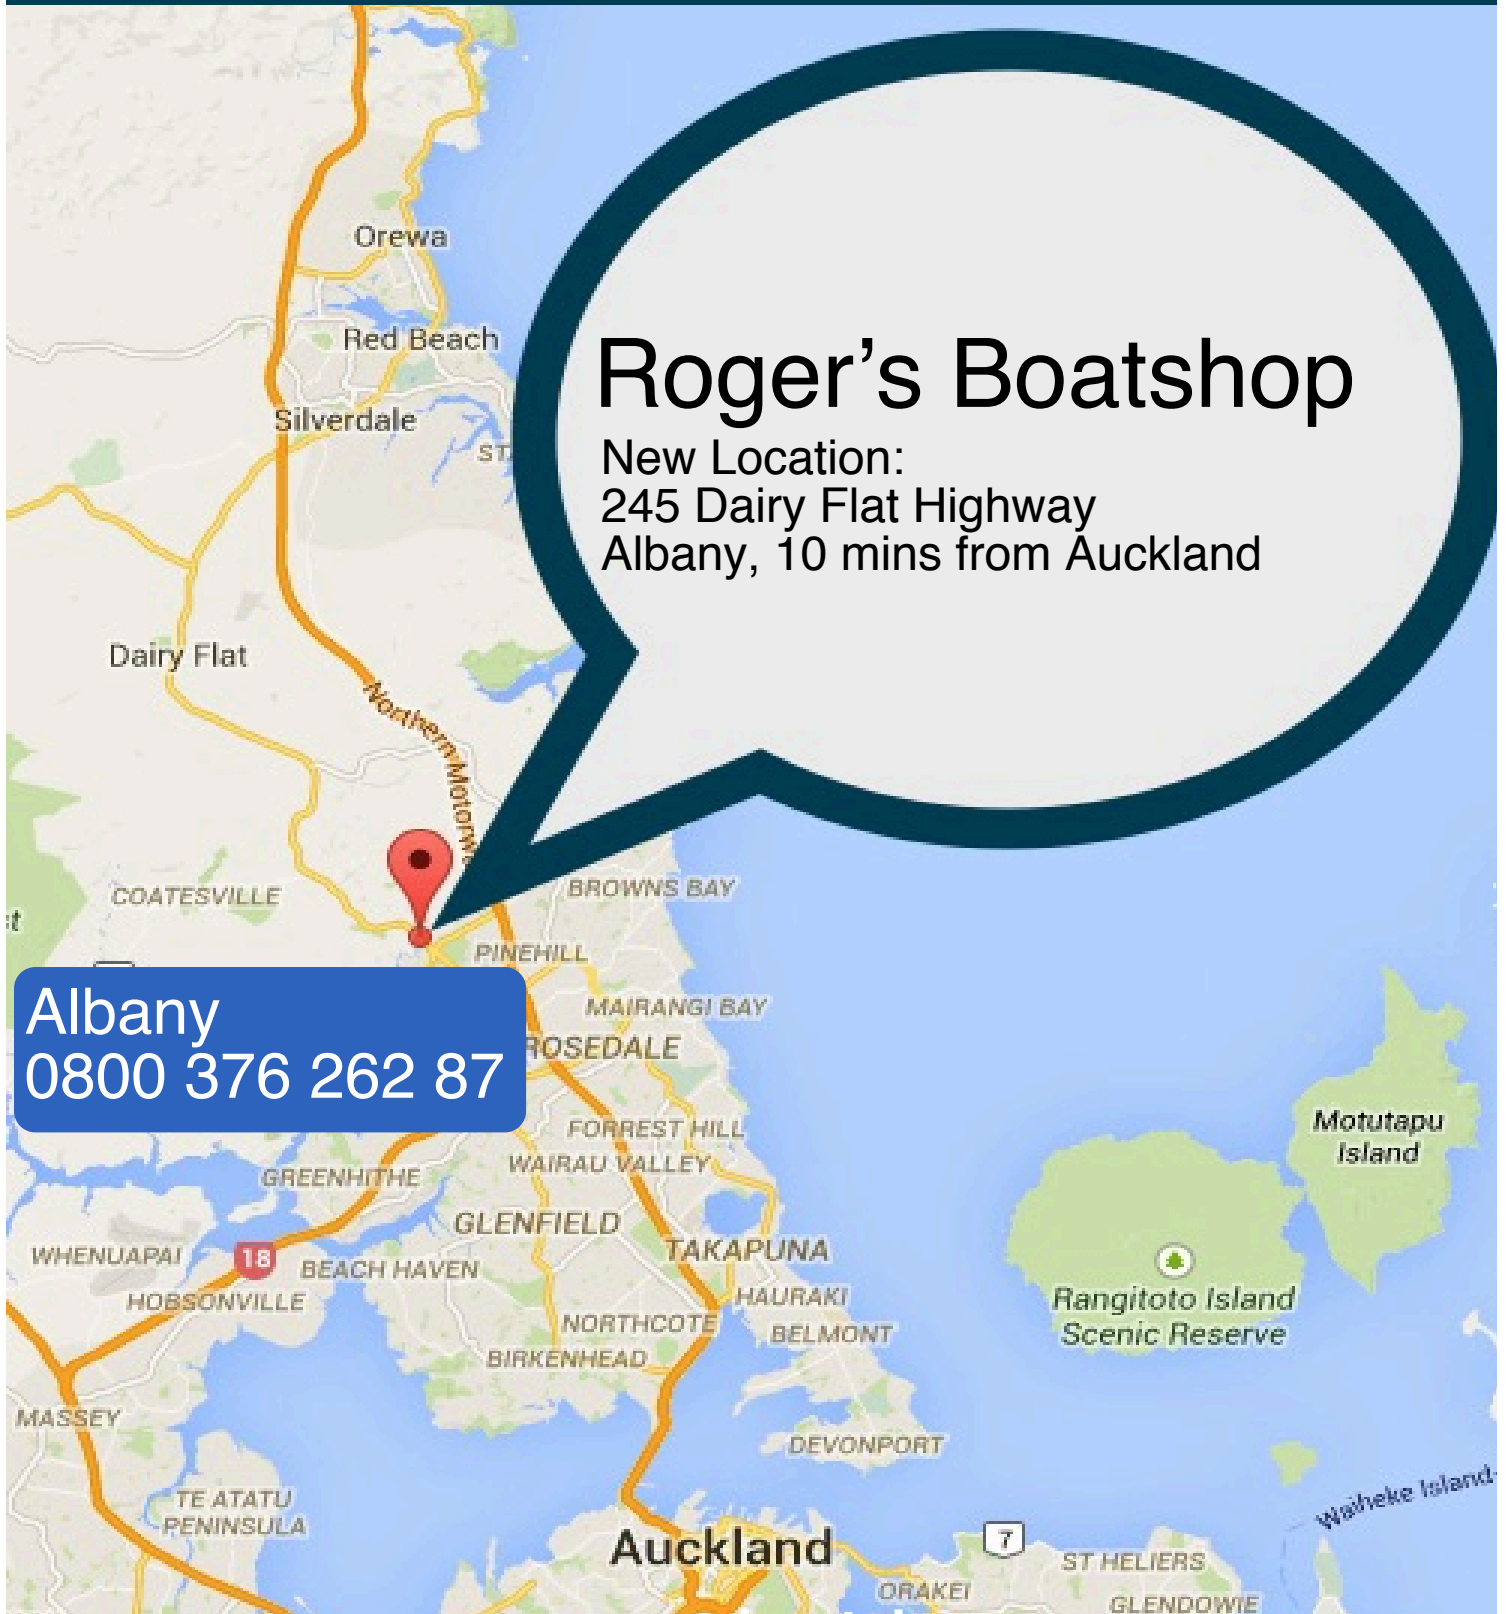 Orewa
Red Beach
Silverdale
Roger’s Boatshop
New Location:
245 Dairy Flat Highway
Albany, 10 mins from Auckland
Dairy Flat
COATESVILLE
BROWNS BAY
PINEHILL
Albany
0800 376 262 87
MAIRANGI BAY
ROSEDALE
FORREST HILL
WAIRAU VALLEY
GREENHITHE
GLENFIELD
TAKAPUNA
WHENUAPAI
18
BEACH HAVEN
HOBSONVILLE
HAURAKI
NORTHCOTE
BELMONT
BIRKENHEAD
Motutapu
Island
Rangitoto Island
Scenic Reserve
MASSEY
DEVONPORT
TE ATATU
PENINSULA
Waiheke Island
Auckland
7
ST HELIERS
ORAKEI
GLENDOWIE
Northern